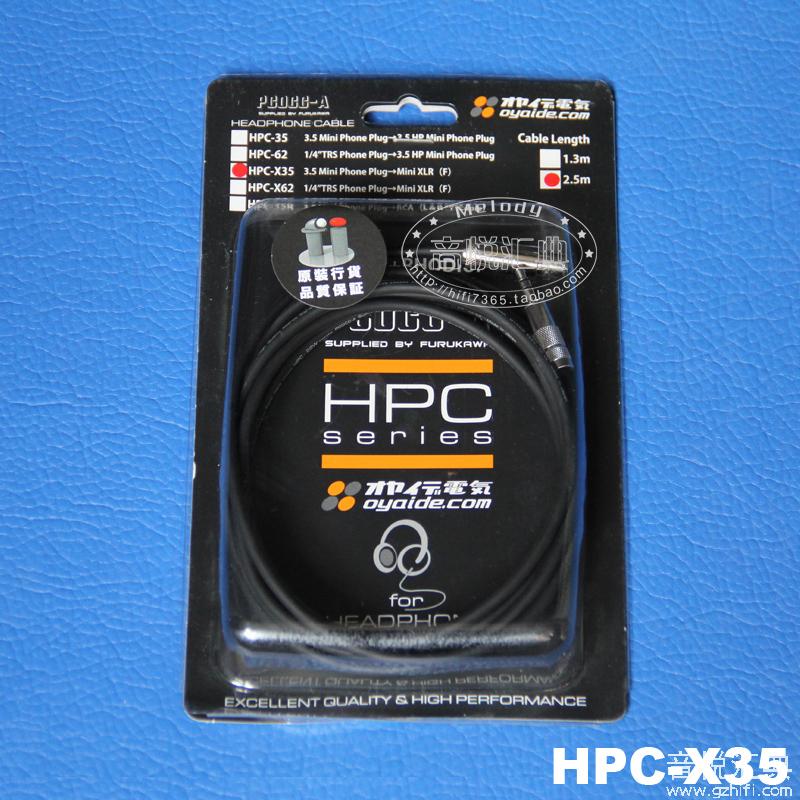 PCOCC-A
SUPPLIED BY FURUKAWA
HEADPHONE CABLE
オヤイデ電気
oyaide.com
HPC-35 3.5 Mini Phone Plug→3.5 HP Mini Phone Plug
HPC-62 1/4"TRS Phone Plug→3.5 HP Mini Phone Plug
HPC-X35 3.5 Mini Phone Plug→Mini XLR (F)
HPC-X62 1/4"TRS Phone Plug→Mini XLR (F)
Cable Length
1.3m
2.5m
Melody
音悦汇典
http://hifi7365.taobao.com
原裝行貨
品質保証
SUPPLIED BY FURUKAWA
HPC
series
オヤイデ電気
oyaide.com
for
HEADPHON
EXCELLENT QUALITY & HIGH PERFORMANCE
HPC-X35
www.gzhifi.com